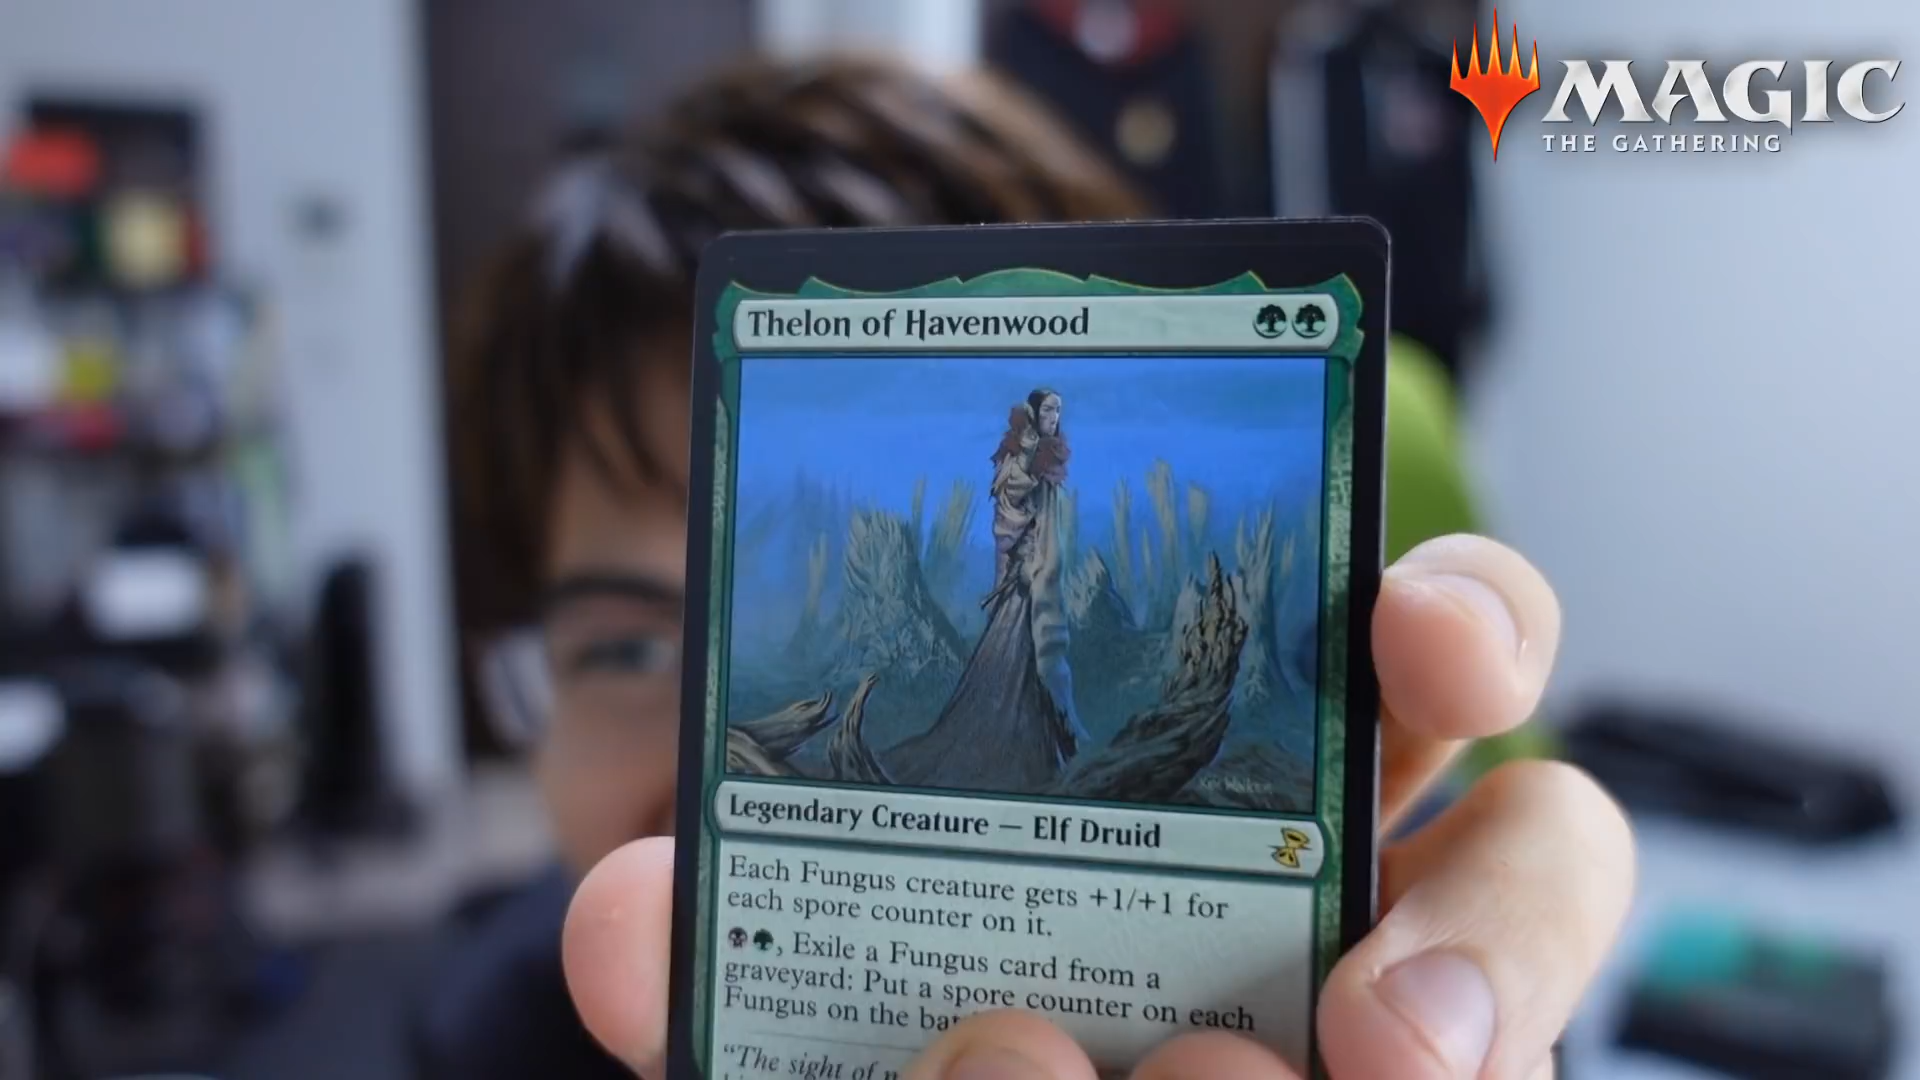 MAGIC
THE GATHERING
Thelon of Havenwood
Legendary Creature — Elf Druid
Each Fungus creature gets +1/+1 for
each spore counter on it.
, Exile a Fungus card from a
graveyard: Put a spore counter on each
Fungus on the
"The sight of